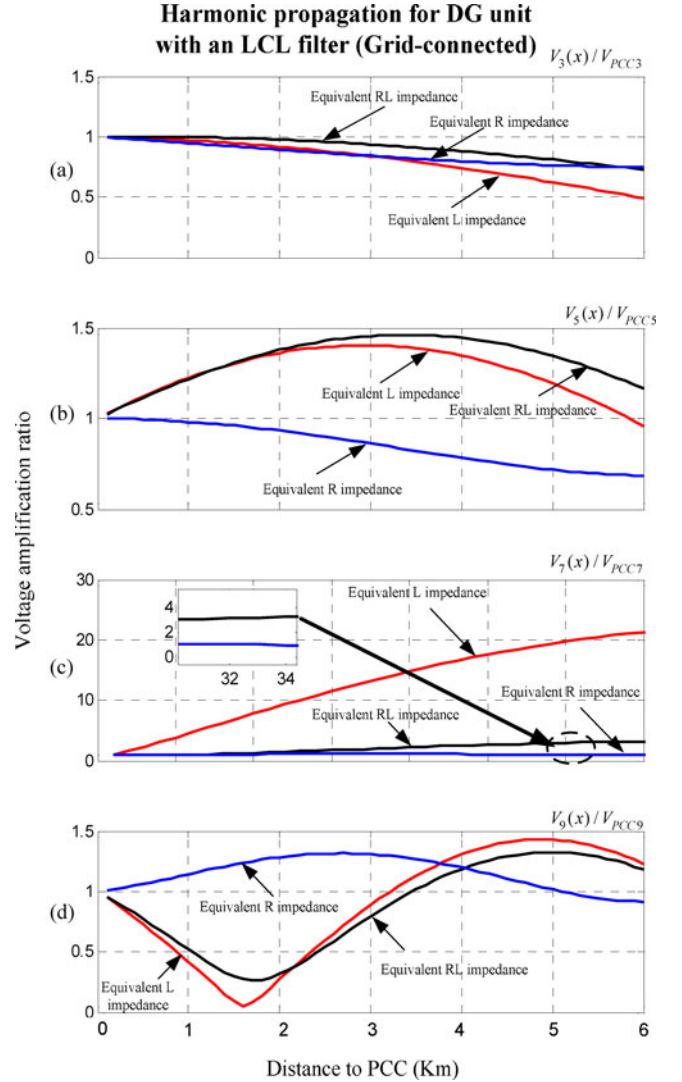 Harmonic propagation for DG unit
with an LCL filter (Grid-connected)
V3(x)/VPCC3
1.5
Equivalent RL impedance
Equivalent R impedance
1
(a)
0.5
Equivalent L impedance
0
V5(x)/VPCC5
1.5
Equivalent L impedance
(b)
Equivalent RL impedance
1
Equivalent R impedance
0.5
Voltage amplification ratio
V7(x)/VPCC7
30
Equivalent L impedance
4
2
0
32
34
20
(c)
Equivalent R impedance
10
Equivalent RL impedance
0
V9(x)/VPCC9
1.5
1
Equivalent R impedance
(d)
0.5
Equivalent RL impedance
Equivalent L
impedance
0
0 1 2 3 4 5 6
Distance to PCC (Km)